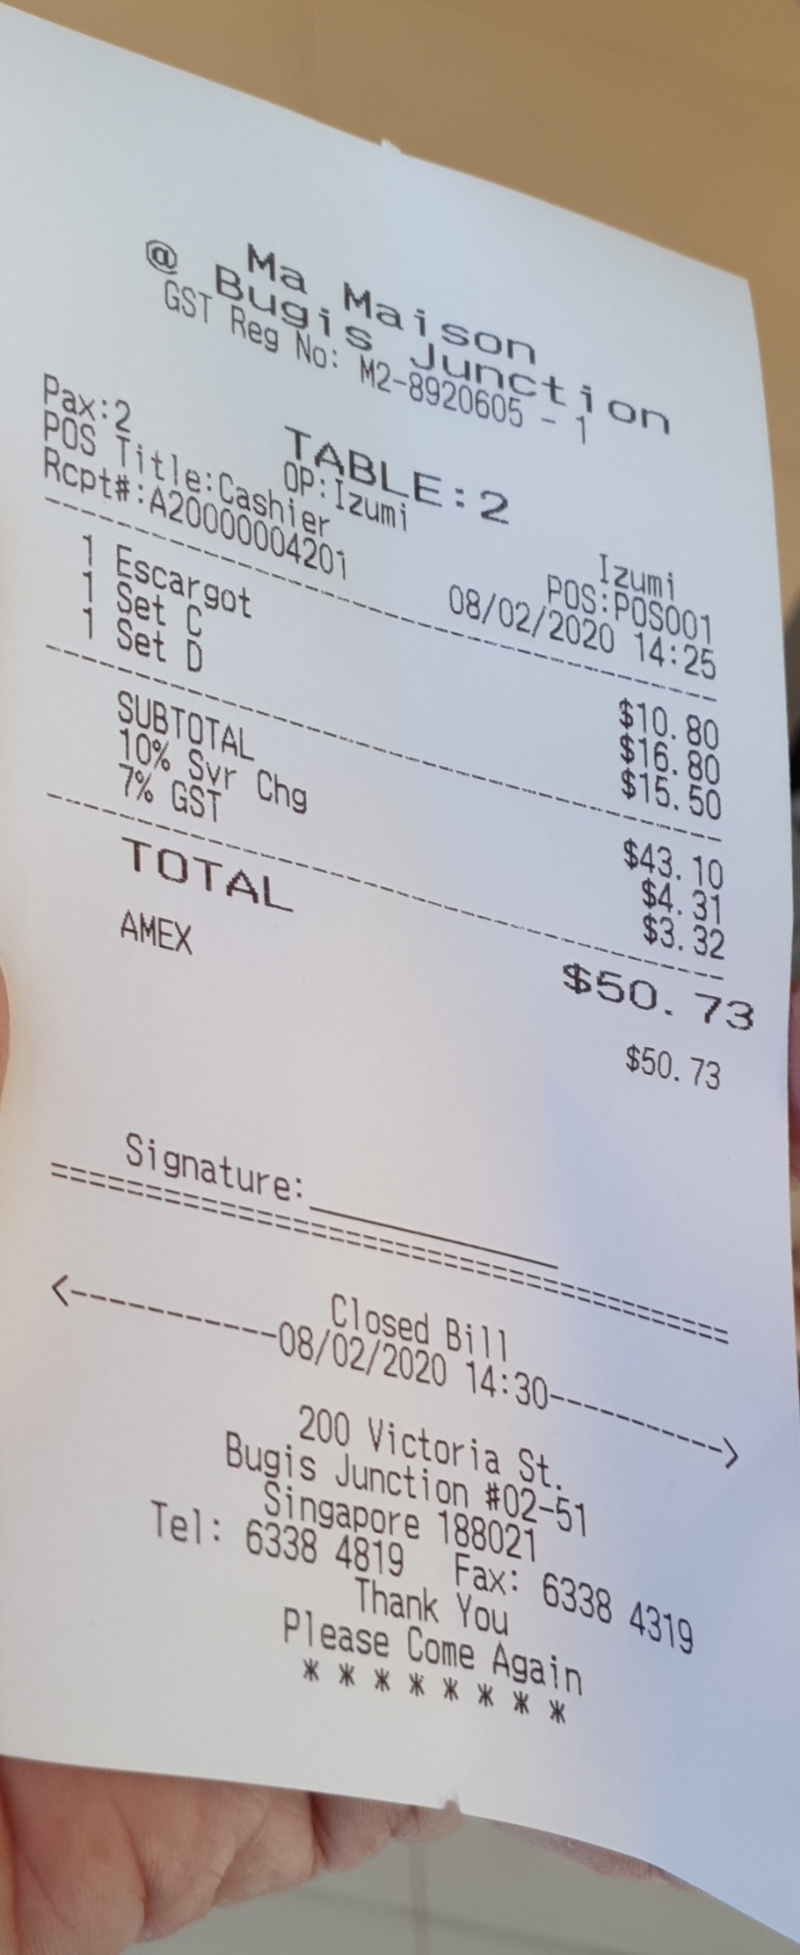 Ma Maison
@ Bugis Junction
GST Reg No: M2-8920605 - 1
TABLE:2
Pax:2 OP:Izumi Izumi
POS Title:Cashier POS:POS001
Rcpt#:A20000004201 08/02/2020 14:25
1 Escargot $10.80
1 Set C $16.80
1 Set D $15.50
SUBTOTAL $43.10
10% Svr Chg $4.31
7% GST $3.32
TOTAL $50.73
AMEX $50.73
Signature:
Closed Bill
<-----------08/02/2020 14:30----------->
200 Victoria St.
Bugis Junction #02-51
Singapore 188021
Tel: 6338 4819 Fax: 6338 4319
Thank You
Please Come Again
* * * * * * * *